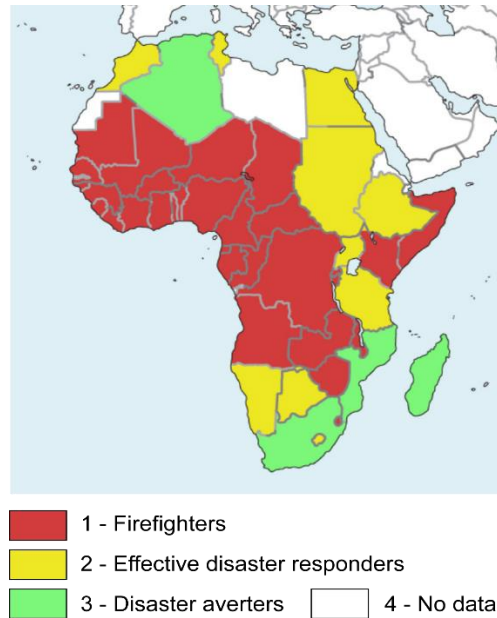 1 - Firefighters
2 - Effective disaster responders
3 - Disaster averters
4 - No data